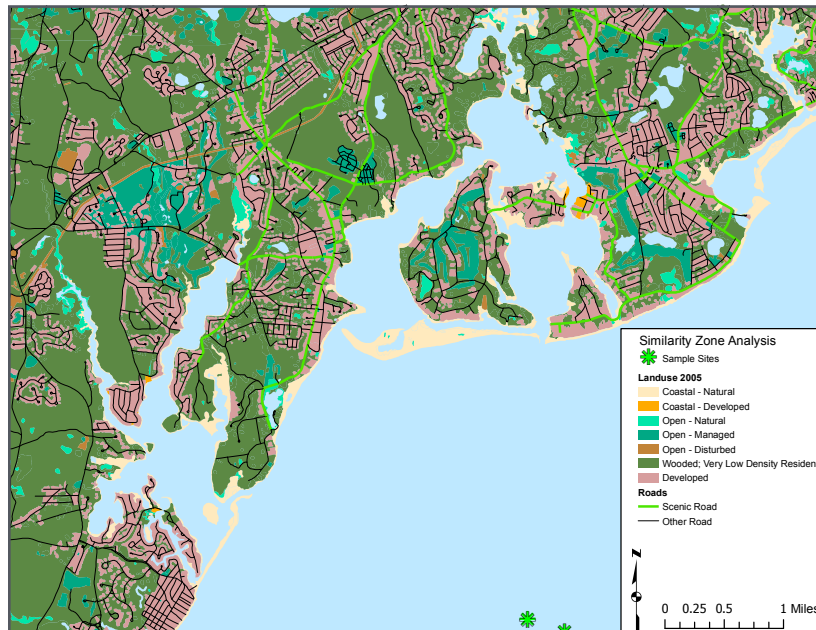 Similarity Zone Analysis
Sample Sites
Landuse 2005
Coastal - Natural
Coastal - Developed
Open - Natural
Open - Managed
Open - Disturbed
Wooded; Very Low Density Residen
Developed
Roads
Scenic Road
Other Road
N
0 0.25 0.5 1 Miles